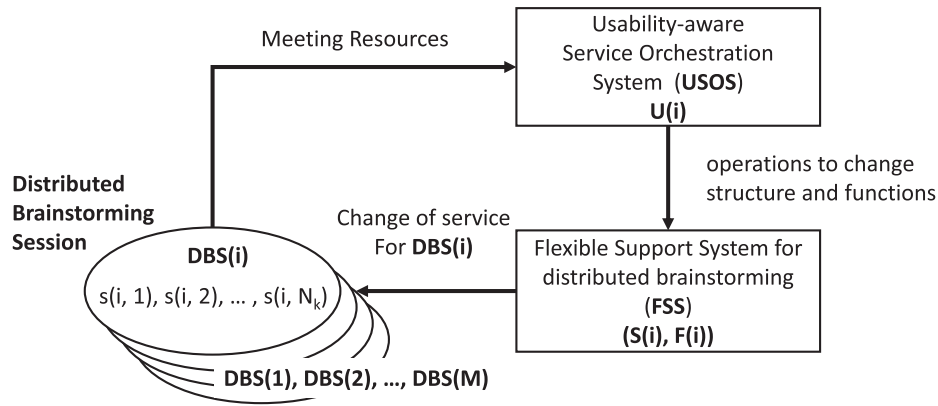 Meeting Resources
Usability-aware
Service Orchestration
System (USOS)
U(i)
operations to change
structure and functions
Distributed
Brainstorming
Session
Change of service
For DBS(i)
DBS(i)
s(i, 1), s(i, 2), ... , s(i, Nk)
Flexible Support System for
distributed brainstorming
(FSS)
(S(i), F(i))
DBS(1), DBS(2), ..., DBS(M)